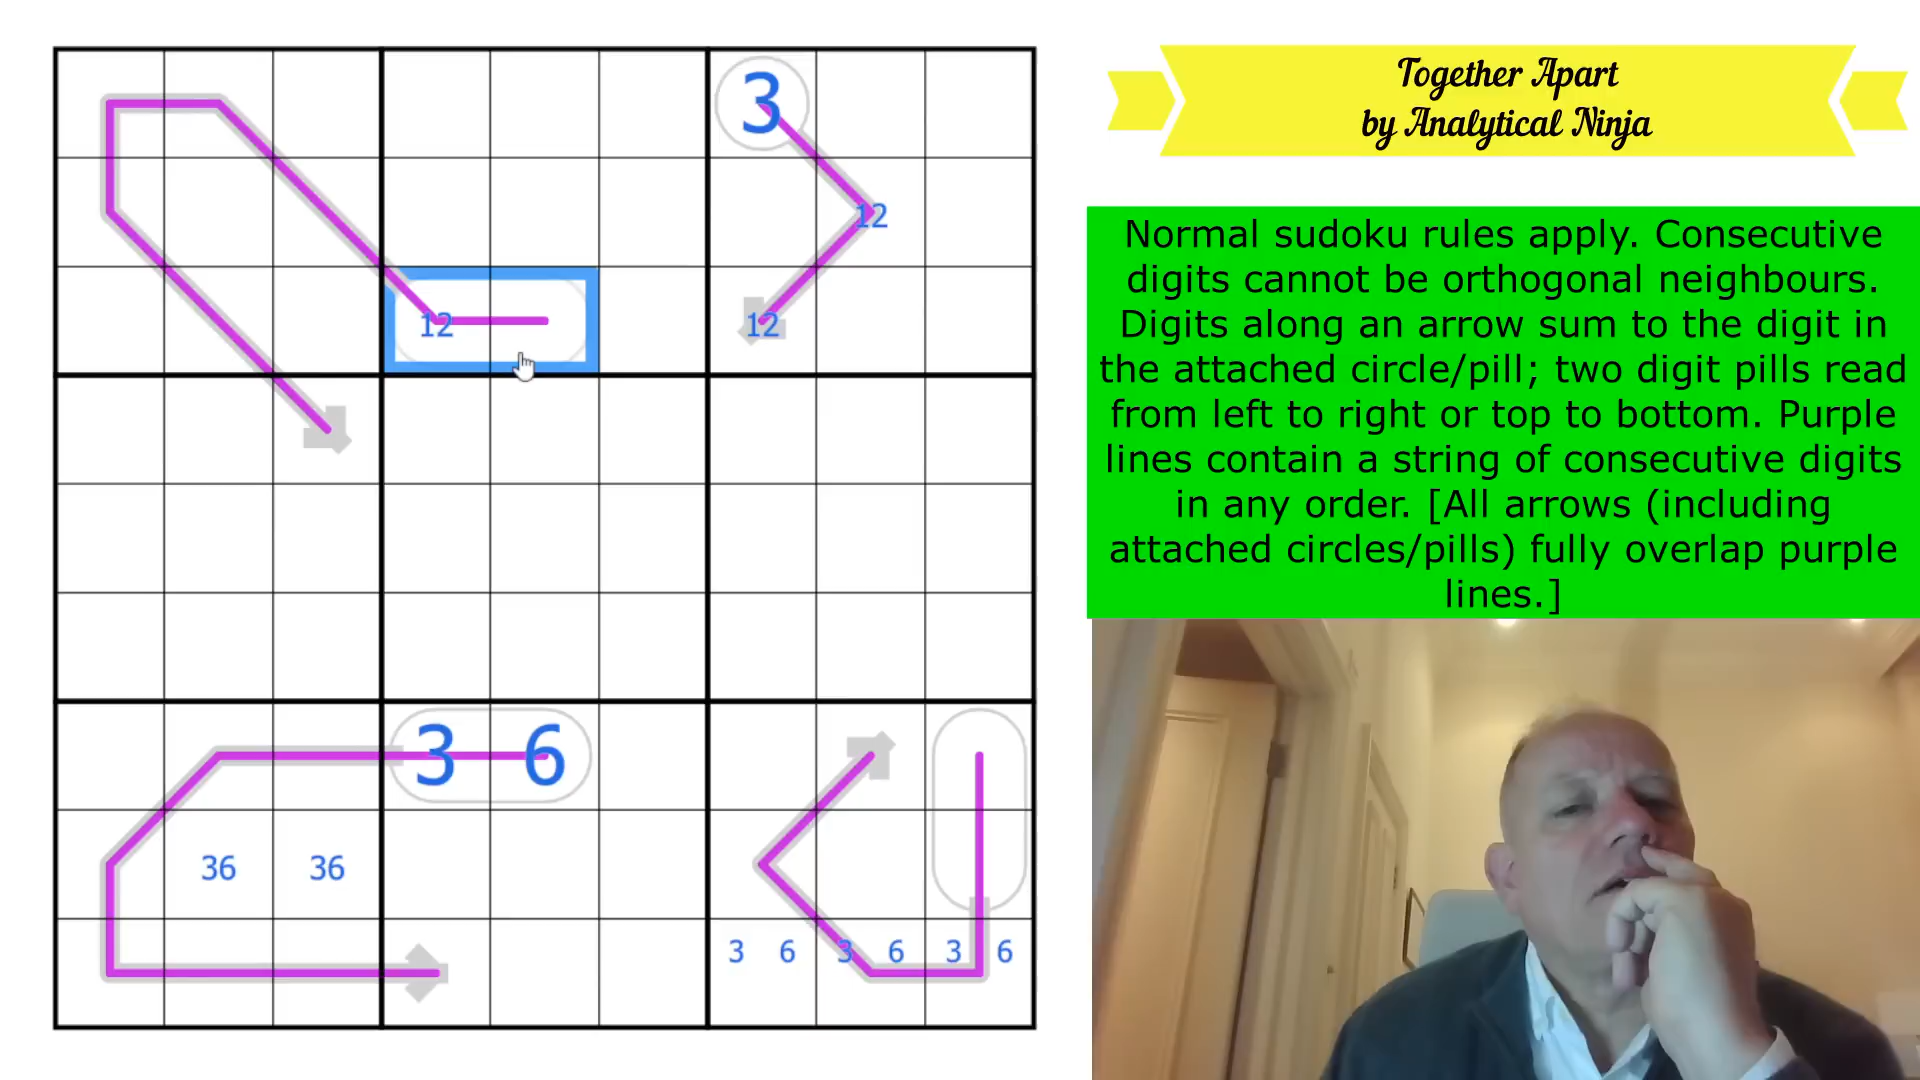 Together Apart
by Analytical Ninja
Normal sudoku rules apply. Consecutive
digits cannot be orthogonal neighbours.
Digits along an arrow sum to the digit in
the attached circle/pill; two digit pills read
from left to right or top to bottom. Purple
lines contain a string of consecutive digits
in any order. [All arrows (including
attached circles/pills) fully overlap purple
lines.]
3
12
12 12
3 6
36 36
3 6 3 6 3 6